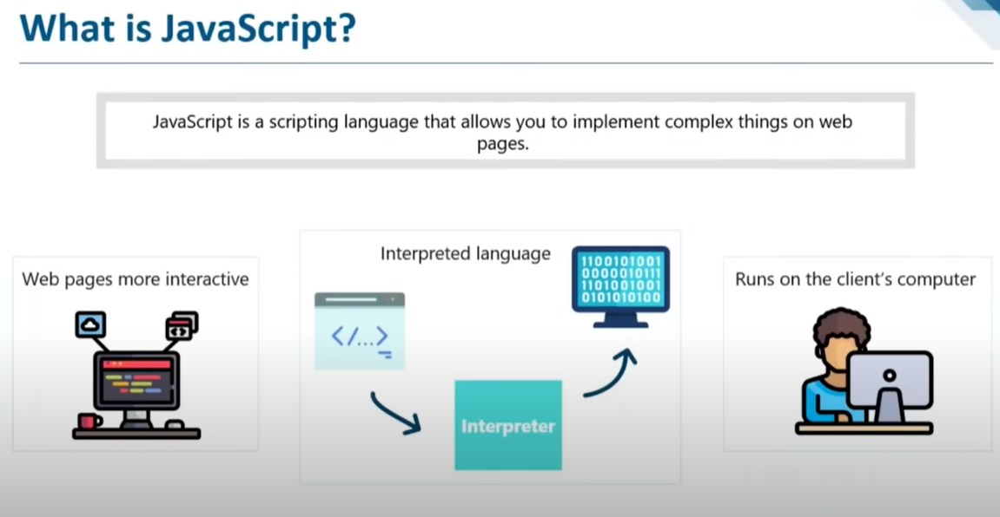 What is JavaScript?
JavaScript is a scripting language that allows you to implement complex things on web
pages.
Web pages more interactive
Interpreted language
</...>
Interpreter
1100101001
0000010111
1101001001
0101010100
Runs on the client's computer